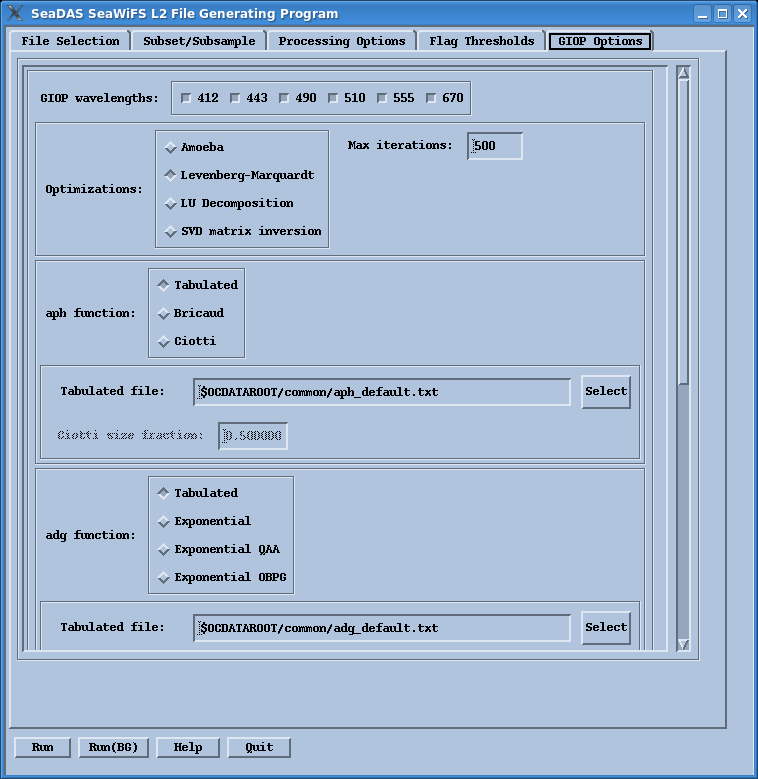 SeaDAS SeaWiFS L2 File Generating Program
File Selection Subset/Subsample Processing Options Flag Thresholds GIOP Options
GIOP wavelengths: 412 443 490 510 555 670
Optimizations:
Amoeba
Levenberg-Marquardt
LU Decomposition
SVD matrix inversion
Max iterations: 500
aph function:
Tabulated
Bricaud
Ciotti
Tabulated file: $OCDATAROOT/common/aph_default.txt Select
Ciotti size fraction: 0.500000
adg function:
Tabulated
Exponential
Exponential QAA
Exponential OBPG
Tabulated file: $OCDATAROOT/common/adg_default.txt Select
Run Run(BG) Help Quit